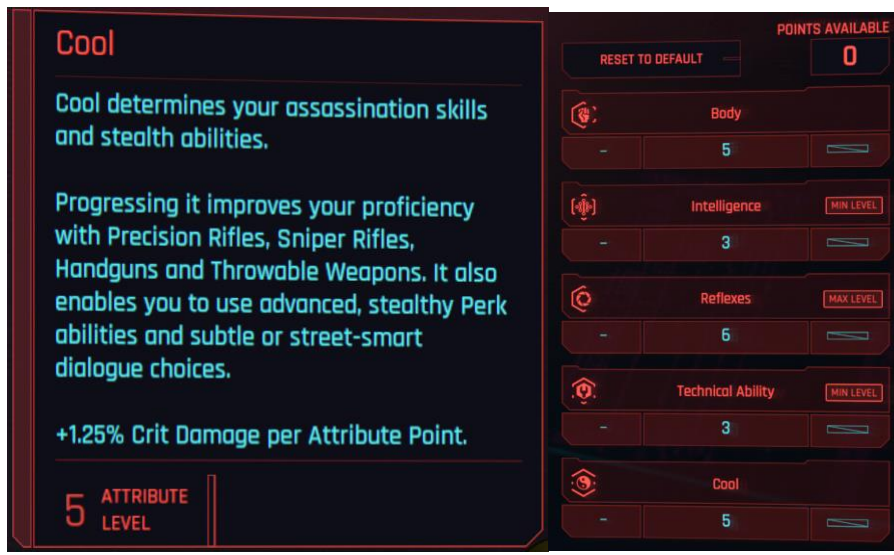 Cool
Cool determines your assassination skills
and stealth abilities.
Progressing it improves your proficiency
with Precision Rifles, Sniper Rifles,
Handguns and Throwable Weapons. It also
enables you to use advanced, stealthy Perk
abilities and subtle or street-smart
dialogue choices.
+1.25% Crit Damage per Attribute Point.
5 ATTRIBUTE
LEVEL
POINTS AVAILABLE
RESET TO DEFAULT
0
Body
- 5
Intelligence MIN LEVEL
- 3
Reflexes MAX LEVEL
- 6
Technical Ability MIN LEVEL
- 3
Cool
- 5